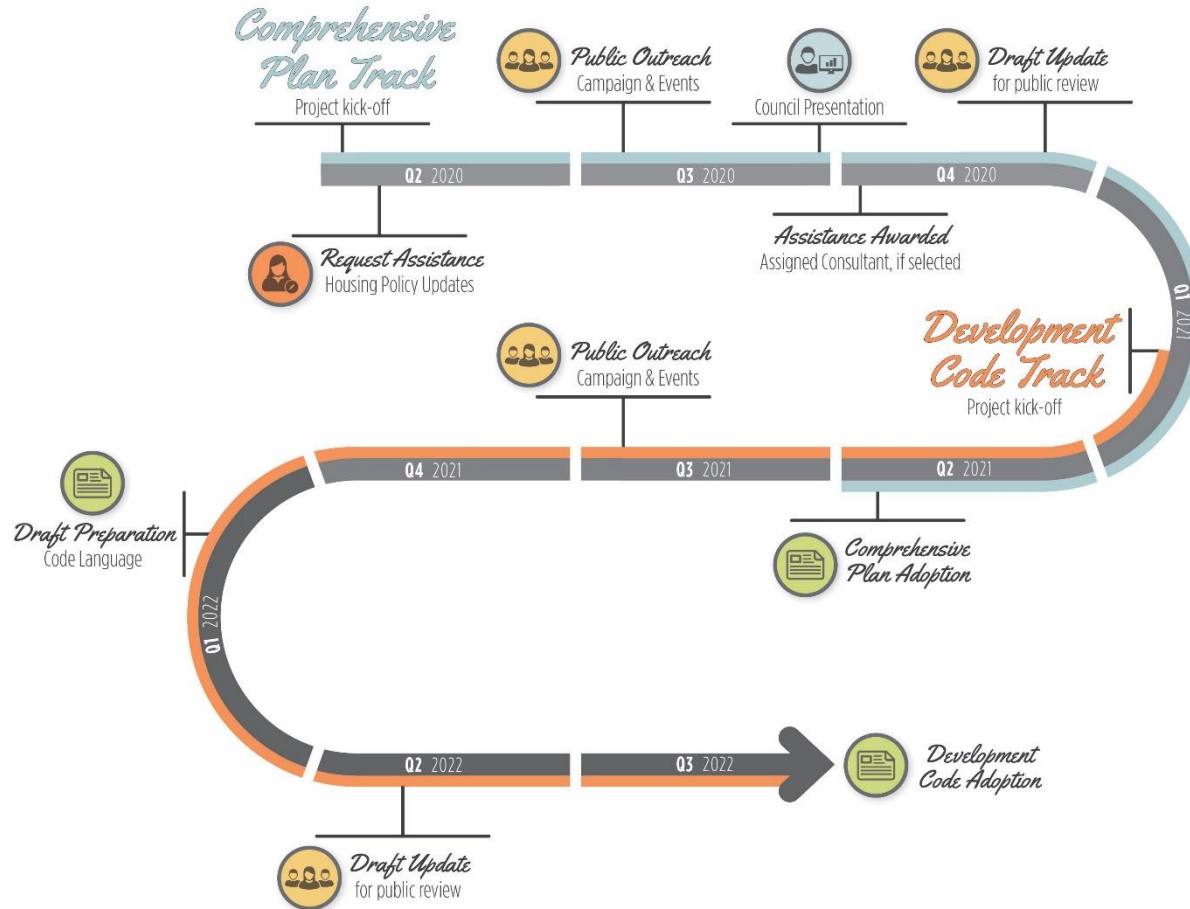 Comprehensive
Plan Track
Project kick-off
Public Outreach
Campaign & Events
Council Presentation
Draft Update
for public review
Q2 2020
Q3 2020
Q4 2020
Request Assistance
Housing Policy Updates
Assistance Awarded
Assigned Consultant, if selected
Q1 2021
Development
Code Track
Project kick-off
Public Outreach
Campaign & Events
Q4 2021
Q3 2021
Q2 2021
Draft Preparation
Code Language
Comprehensive
Plan Adoption
Q1 2022
Q2 2022
Q3 2022
Development
Code Adoption
Draft Update
for public review